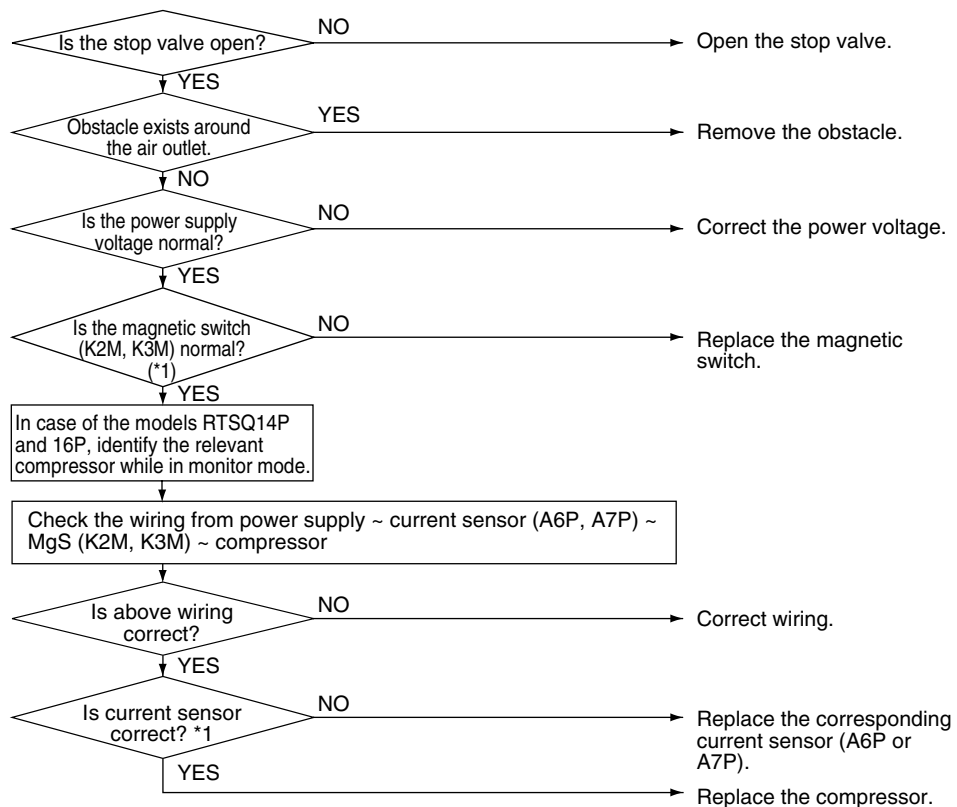 Is the stop valve open?
NO
Open the stop valve.
YES
Obstacle exists around
the air outlet.
YES
Remove the obstacle.
NO
Is the power supply
voltage normal?
NO
Correct the power voltage.
YES
Is the magnetic switch
(K2M, K3M) normal?
(*1)
NO
Replace the magnetic
switch.
YES
In case of the models RTSQ14P
and 16P, identify the relevant
compressor while in monitor mode.
Check the wiring from power supply ~ current sensor (A6P, A7P) ~
MgS (K2M, K3M) ~ compressor
Is above wiring
correct?
NO
Correct wiring.
YES
Is current sensor
correct? *1
NO
Replace the corresponding
current sensor (A6P or
A7P).
YES
Replace the compressor.